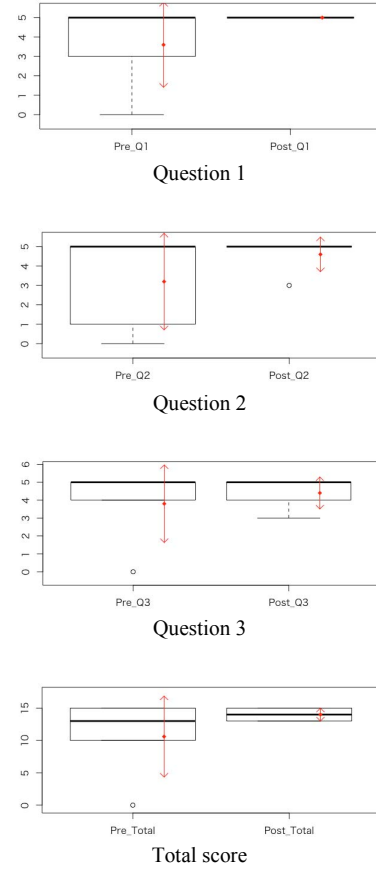 5
4
3
2
1
0
Pre_Q1 Post_Q1
Question 1
5
4
3
2
1
0
Pre_Q2 Post_Q2
Question 2
6
5
4
3
2
1
0
Pre_Q3 Post_Q3
Question 3
15
10
5
0
Pre_Total Post_Total
Total score